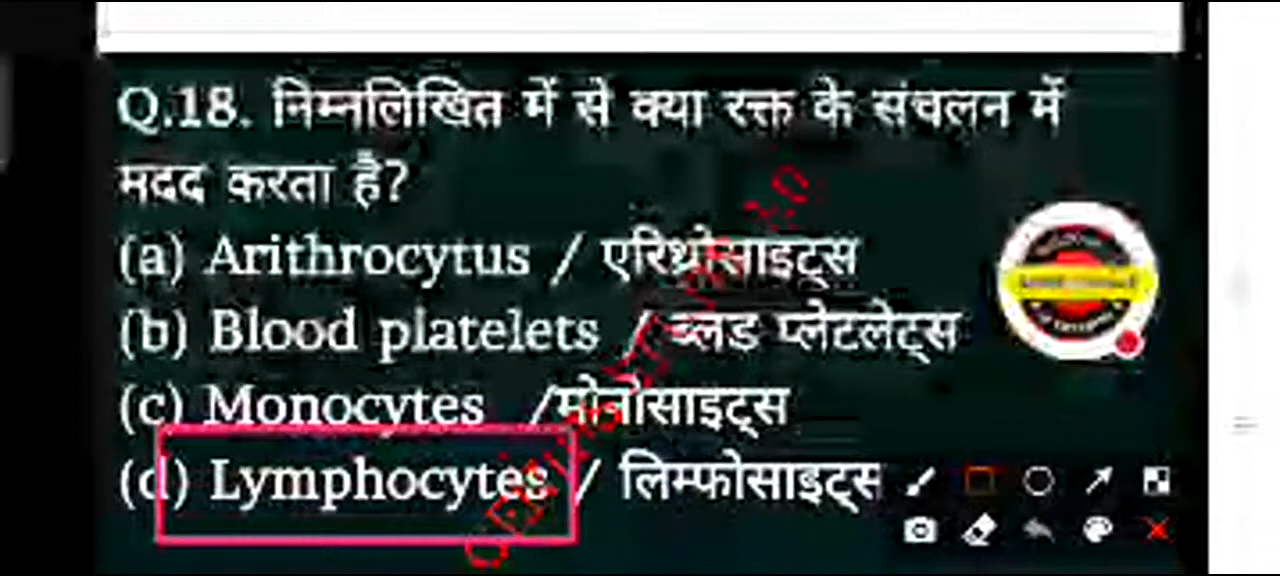 Q.18. निम्नलिखित में से क्या रक्त के संचलन में
मदद करता है?
(a) Arithrocytus / एरिथ्रोसाइट्स
(b) Blood platelets / ब्लड प्लेटलेट्स
(c) Monocytes /मोनोसाइट्स
(d) Lymphocytes / लिम्फोसाइट्स